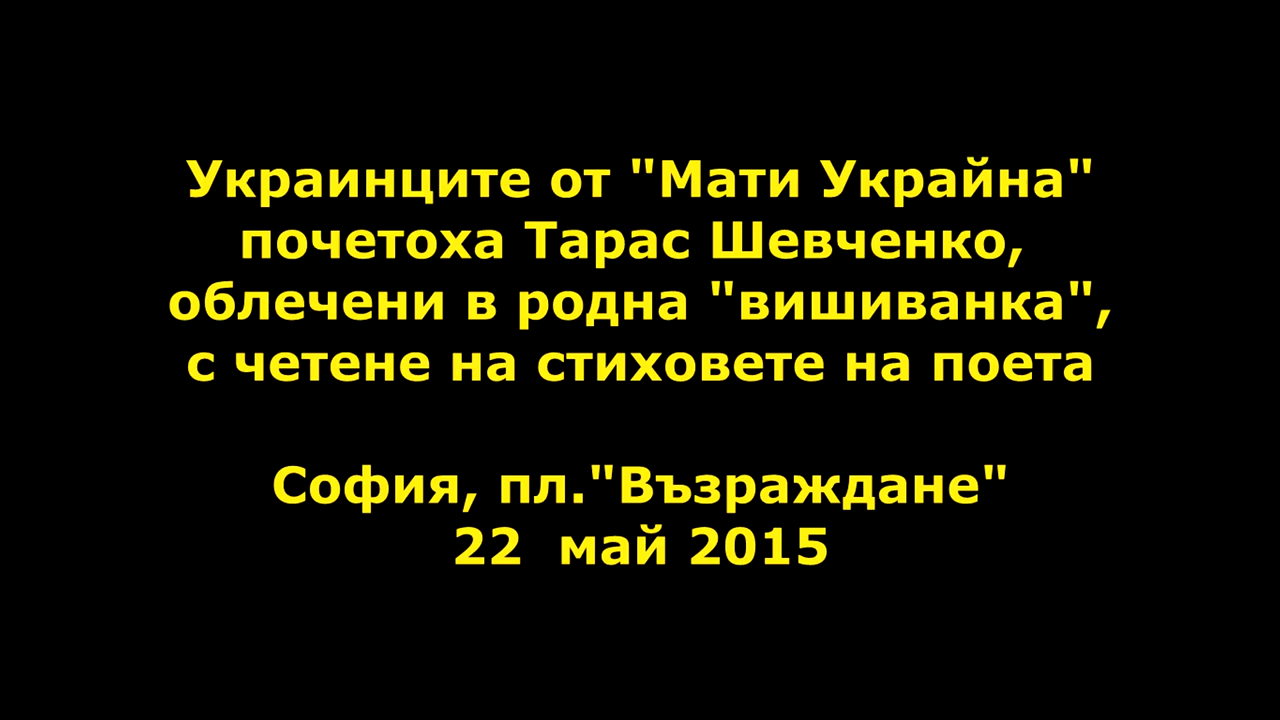 Украинците от "Мати Украйна"
почетоха Тарас Шевченко,
облечени в родна "вишиванка",
с четене на стиховете на поета
София, пл."Възраждане"
22  май 2015